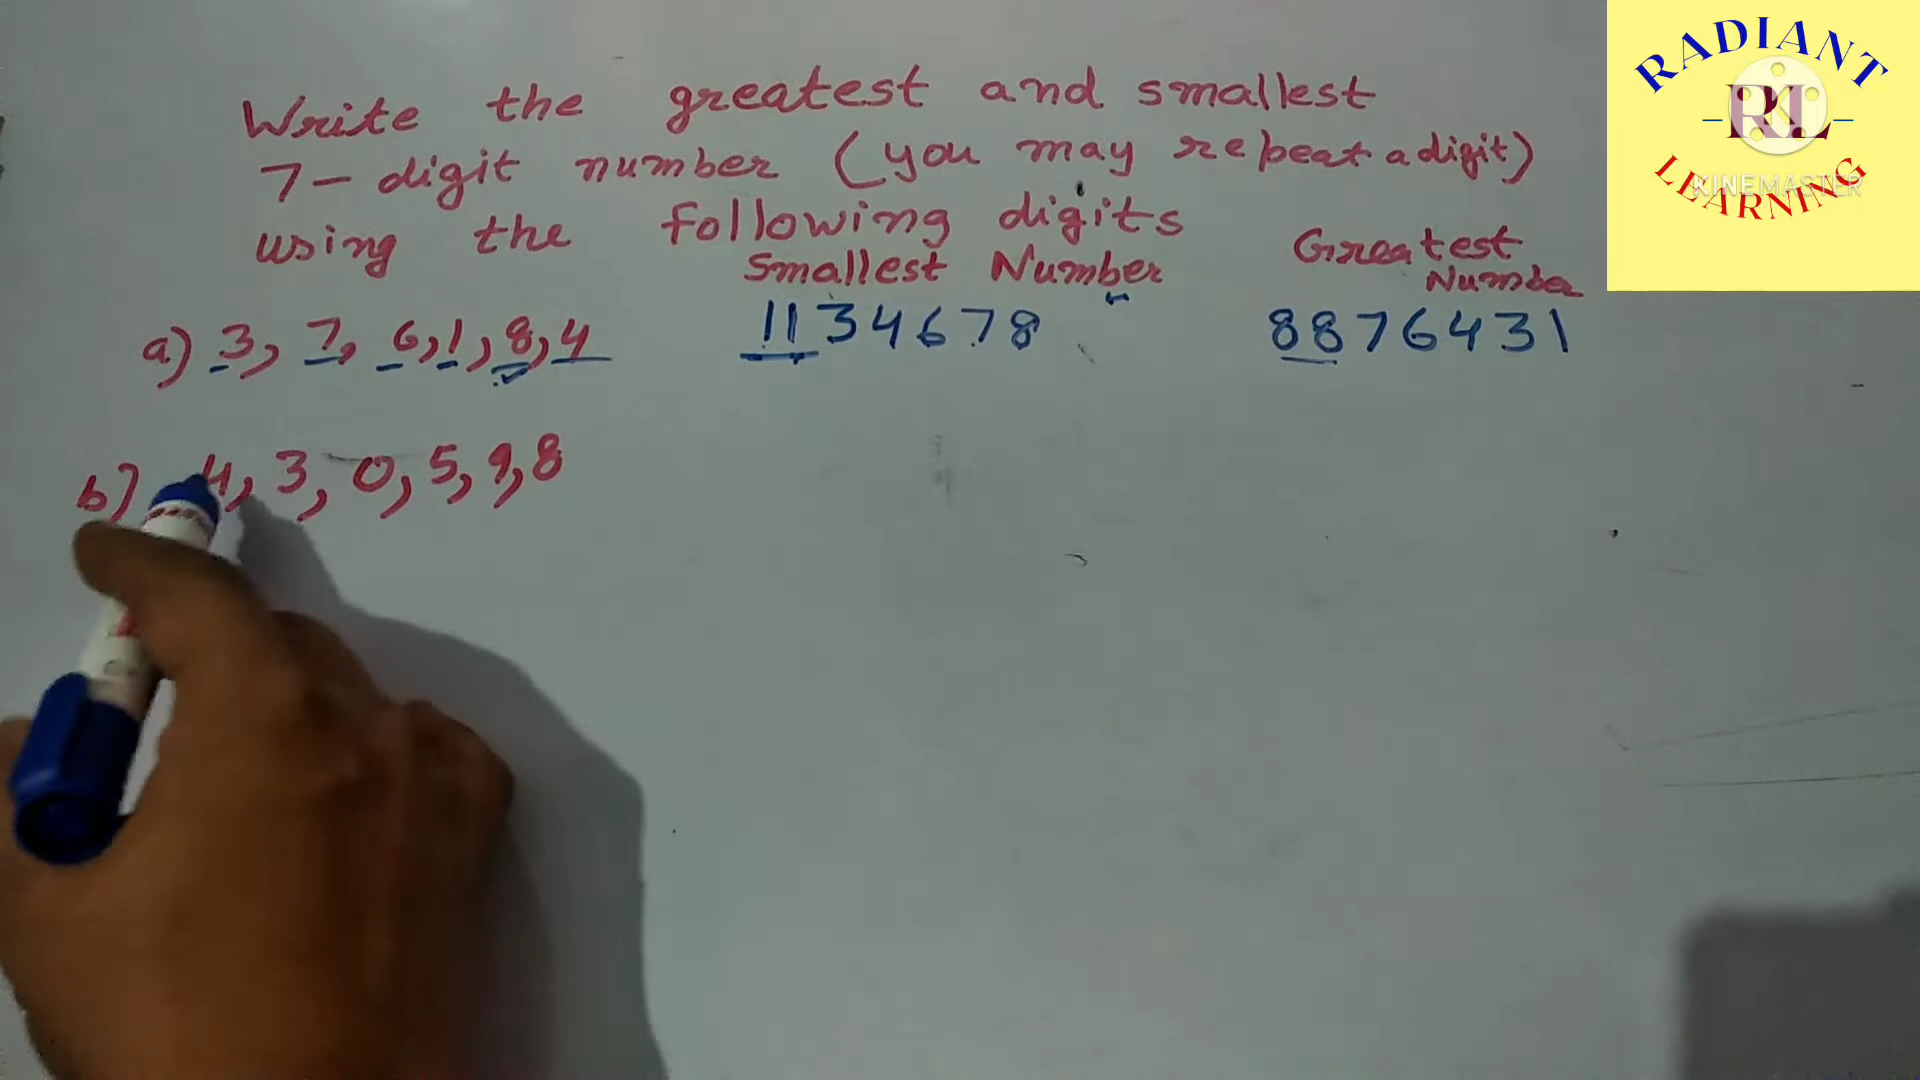 Write the greatest and smallest
7-digit number (you may repeat a digit)
using the following digits
Smallest Number
Greatest Number
a) 3, 7, 6, 1, 8, 4 1134678 8876431
b) 4, 3, 0, 5, 9, 8
RADIANT
RL
LEARNING
KINEMASTER